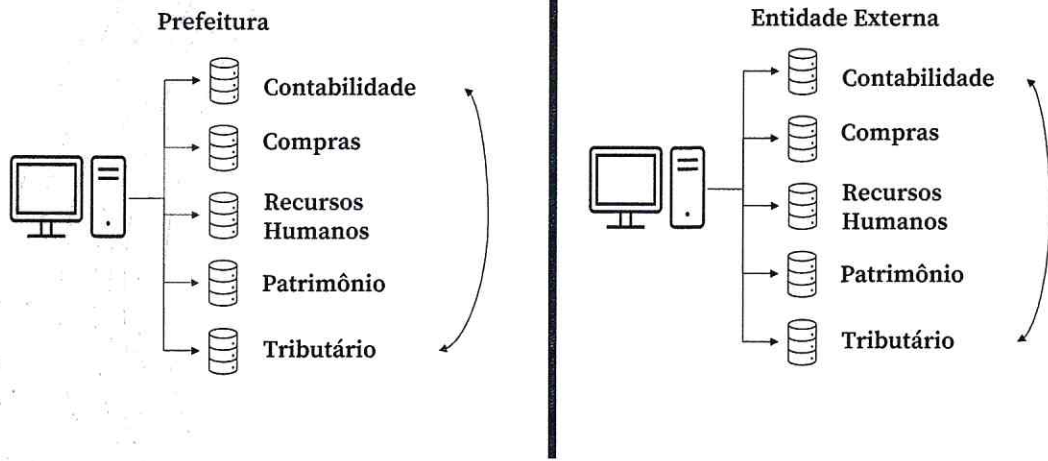 Prefeitura
Contabilidade
Compras
Recursos
Humanos
Patrimônio
Tributário
Entidade Externa
Contabilidade
Compras
Recursos
Humanos
Patrimônio
Tributário